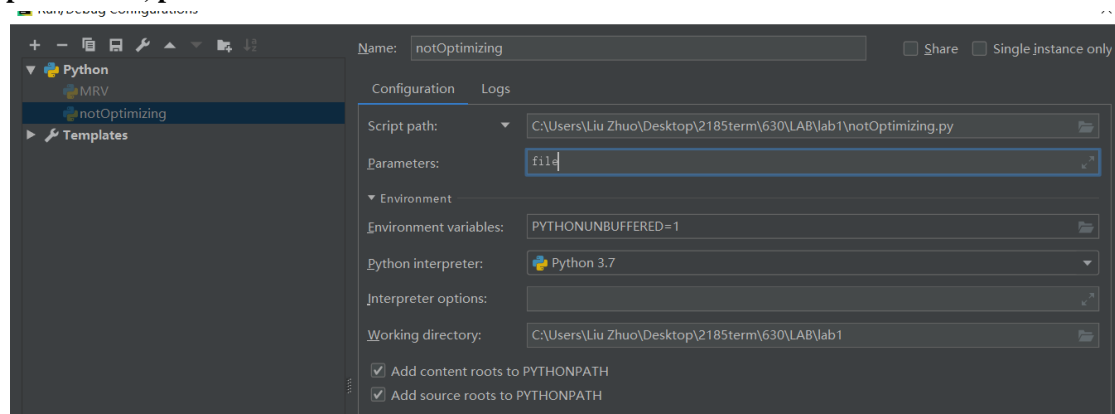 Run/Debug Configurations
Name: notOptimizing
Share
Single instance only
Python
MRV
notOptimizing
Templates
Configuration Logs
Script path: C:\Users\Liu Zhuo\Desktop\2185term\630\LAB\lab1\notOptimizing.py
Parameters: file
Environment
Environment variables: PYTHONUNBUFFERED=1
Python interpreter: Python 3.7
Interpreter options:
Working directory: C:\Users\Liu Zhuo\Desktop\2185term\630\LAB\lab1
Add content roots to PYTHONPATH
Add source roots to PYTHONPATH